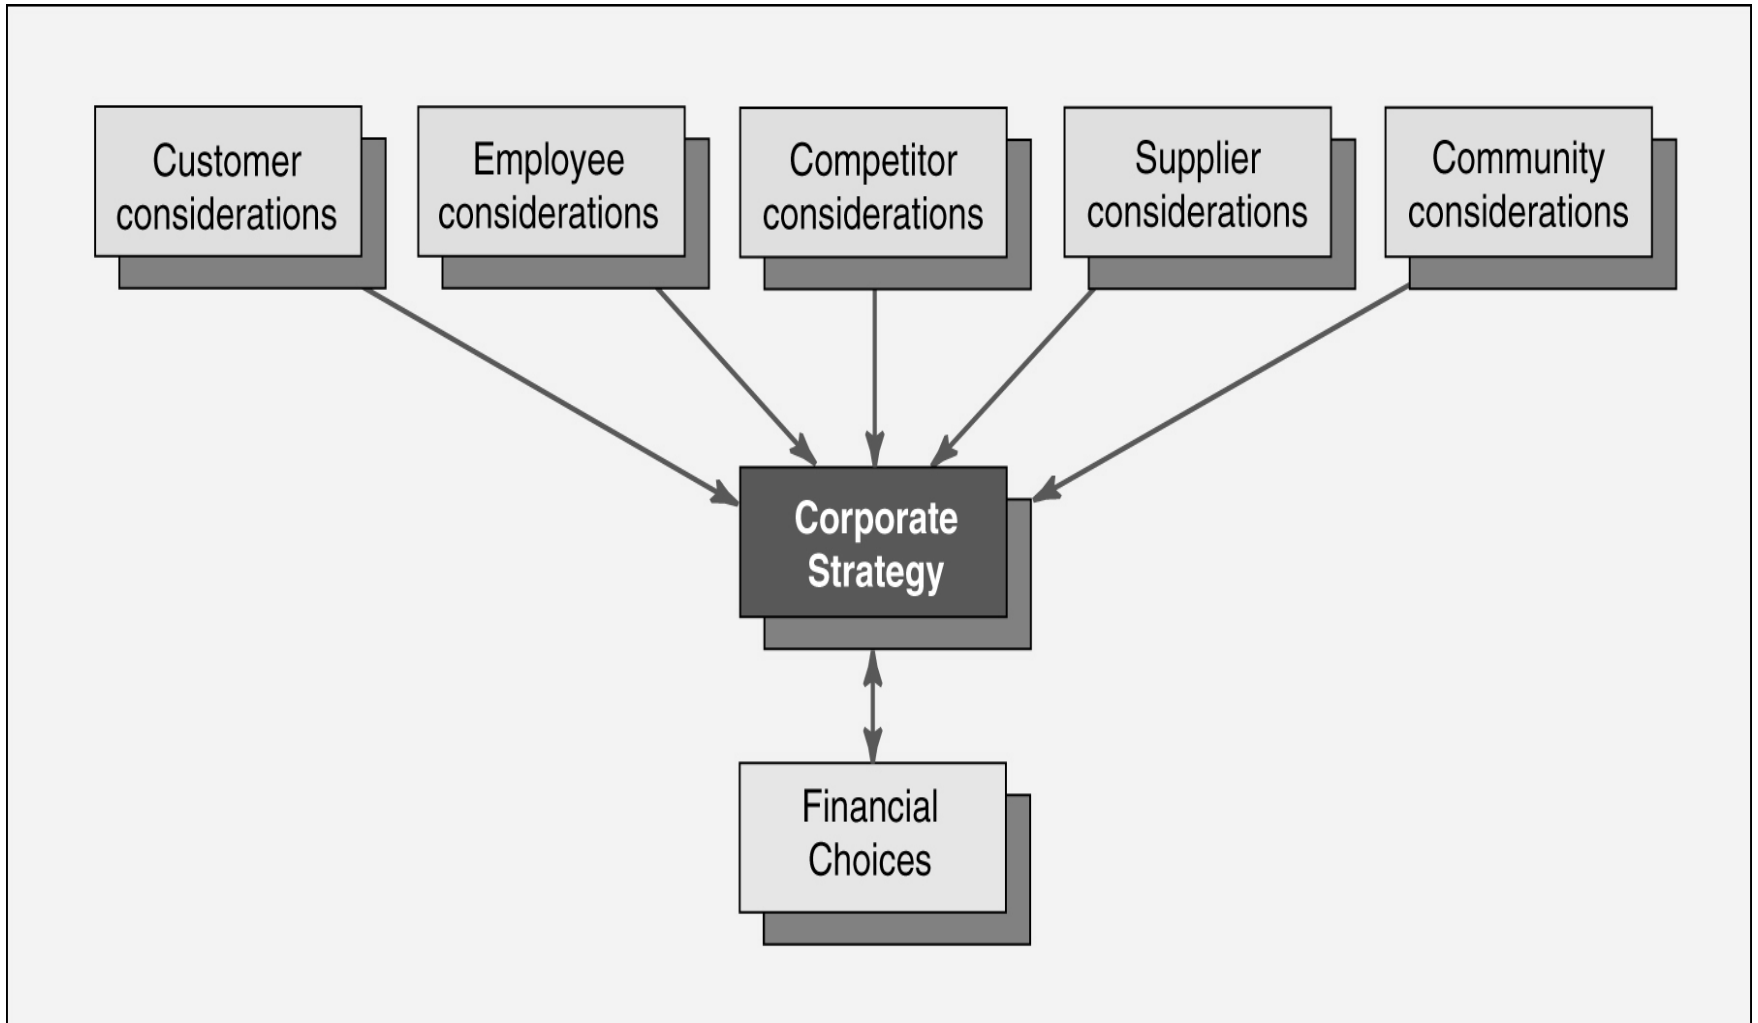 Customer
considerations
Employee
considerations
Competitor
considerations
Supplier
considerations
Community
considerations
Corporate
Strategy
Financial
Choices